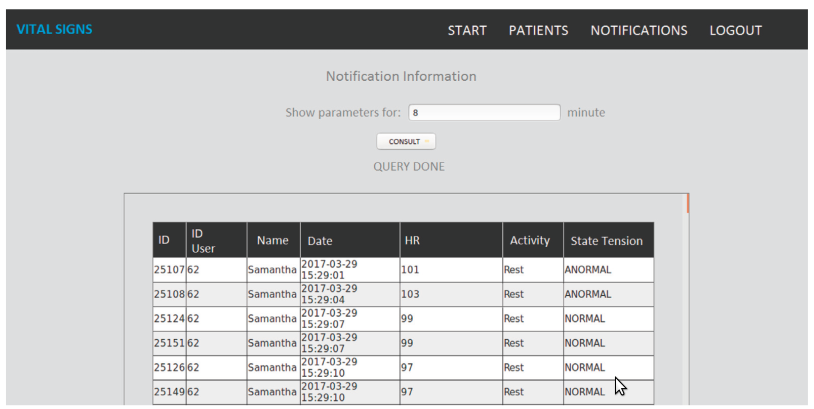 VITAL SIGNS START PATIENTS NOTIFICATIONS LOGOUT
Notification Information
Show parameters for: 8 minute
CONSULT
QUERY DONE
ID ID User Name Date HR Activity State Tension
25107 62 Samantha 2017-03-29 15:29:01 101 Rest ANORMAL
25108 62 Samantha 2017-03-29 15:29:04 103 Rest ANORMAL
25124 62 Samantha 2017-03-29 15:29:07 99 Rest NORMAL
25151 62 Samantha 2017-03-29 15:29:07 99 Rest NORMAL
25126 62 Samantha 2017-03-29 15:29:10 97 Rest NORMAL
25149 62 Samantha 2017-03-29 15:29:10 97 Rest NORMAL